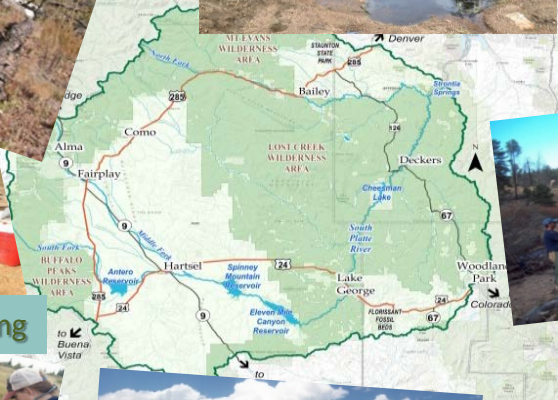 MT EVANS
WILDERNESS
AREA
STAUNTON
STATE
PARK
Denver
285
North Fork
285
Bailey
Strontia
Springs
dge
Como
126
Alma
9
LOST CREEK
WILDERNESS
AREA
Deckers
N
Fairplay
Cheesman
Lake
67
9
South
Platte
River
Middle Fork
South Fork
BUFFALO
PEAKS
WILDERNESS
AREA
Hartsel
24
Antero
Reservoir
Spinney
Mountain
Reservoir
Lake
George
Woodland
Park
285
24
Eleven Mile
Canyon
Reservoir
FLORISSANT
FOSSIL
BEDS
24
67
Colorado
9
ng
to
Buena
Vista
to